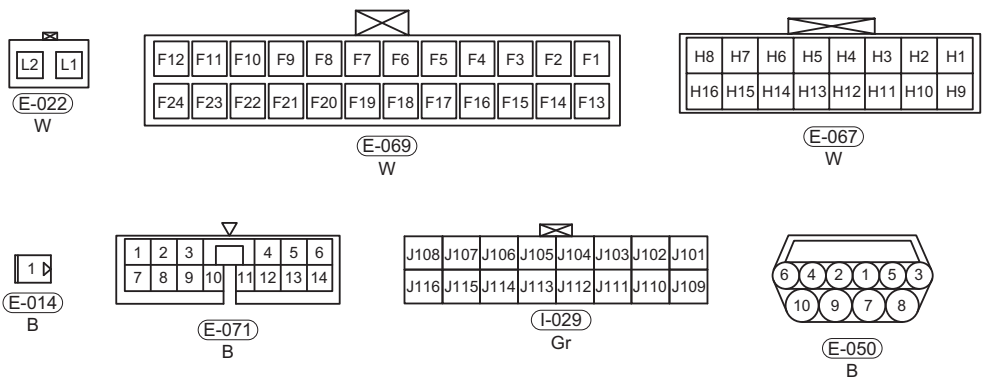 L2 L1
E-022
W
F12 F11 F10 F9 F8 F7 F6 F5 F4 F3 F2 F1
F24 F23 F22 F21 F20 F19 F18 F17 F16 F15 F14 F13
E-069
W
H8 H7 H6 H5 H4 H3 H2 H1
H16 H15 H14 H13 H12 H11 H10 H9
E-067
W
1
E-014
B
1 2 3 4 5 6
7 8 9 10 11 12 13 14
E-071
B
J108 J107 J106 J105 J104 J103 J102 J101
J116 J115 J114 J113 J112 J111 J110 J109
I-029
Gr
6 4 2 1 5 3
10 9 7 8
E-050
B